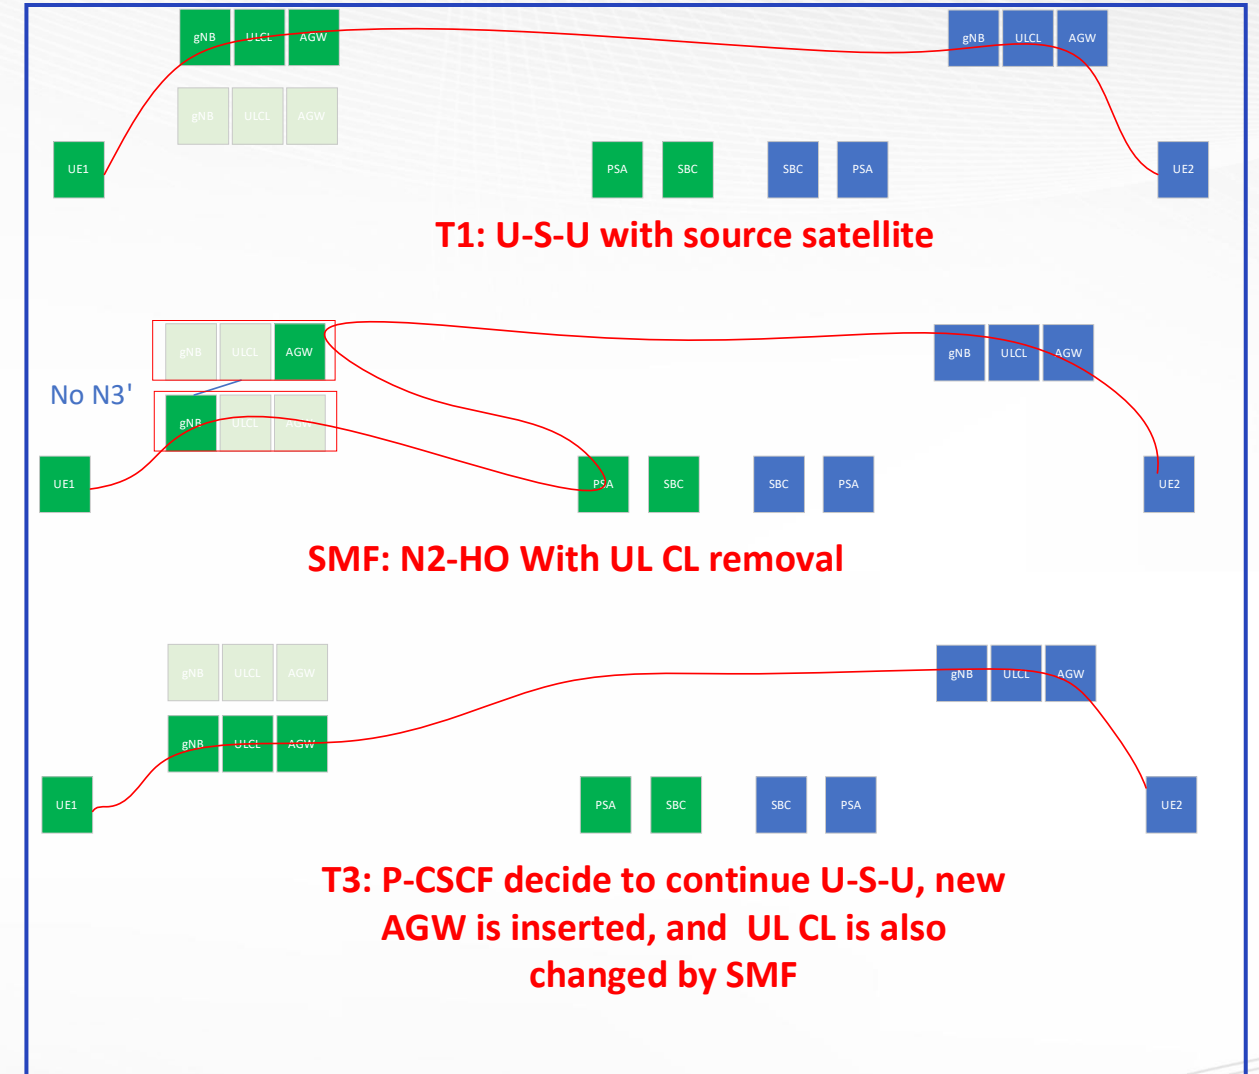 gNB ULCL AGW gNB ULCL AGW
gNB ULCL AGW
UE1 PSA SBC SBC PSA UE2
T1: U-S-U with source satellite
gNB ULCL AGW gNB ULCL AGW
No N3'
gNB ULCL AGW
UE1 PSA SBC SBC PSA UE2
SMF: N2-HO With UL CL removal
gNB ULCL AGW gNB ULCL AGW
gNB ULCL AGW
UE1 PSA SBC SBC PSA UE2
T3: P-CSCF decide to continue U-S-U, new
AGW is inserted, and UL CL is also
changed by SMF